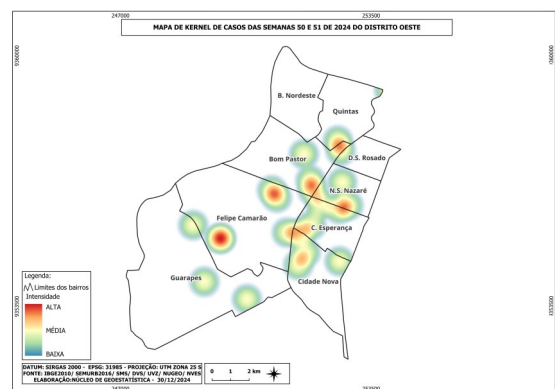 247000
253500
MAPA DE KERNEL DE CASOS DAS SEMANAS 50 E 51 DE 2024 DO DISTRITO OESTE
9360000
9360000
B. Nordeste
Quintas
Bom Pastor
D.S. Rosado
N.S. Nazaré
Felipe Camarão
C. Esperança
Guarapes
Cidade Nova
Legenda:
Limites dos bairros
Intensidade
ALTA
MÉDIA
BAIXA
9353500
9353500
DATUM: SIRGAS 2000 - EPSG: 31985 - PROJEÇÃO: UTM ZONA 25 S
FONTE: IBGE2010/ SEMURB2016/ SMS/ DVS/ UVZ/ NUGEO/ NVES
ELABORAÇÃO:NÚCLEO DE GEOESTATÍSTICA - 30/12/2024
0 1 2 km
247000
253500